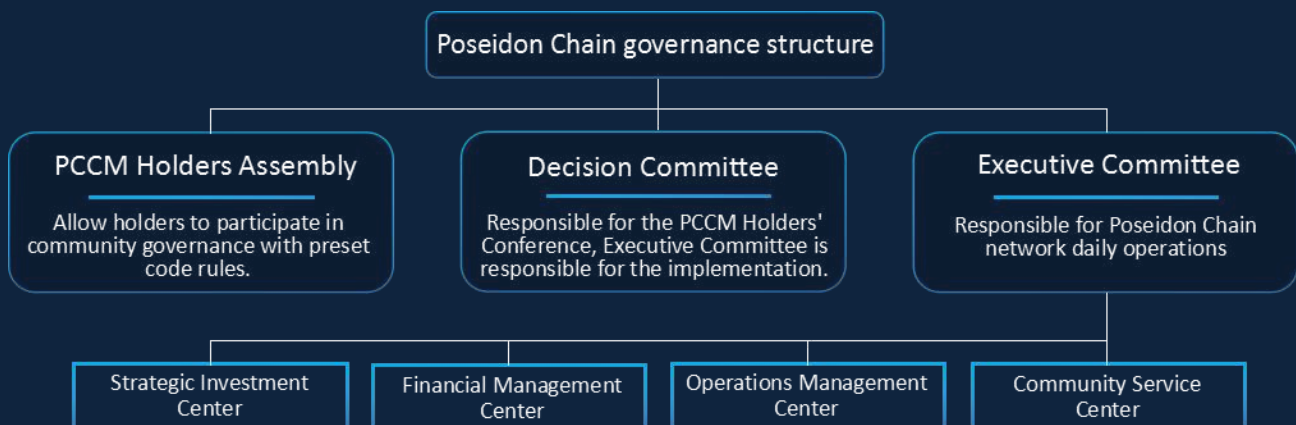 Poseidon Chain governance structure
PCCM Holders Assembly
Allow holders to participate in
community governance with preset
code rules.
Decision Committee
Responsible for the PCCM Holders'
Conference, Executive Committee is
responsible for the implementation.
Executive Committee
Responsible for Poseidon Chain
network daily operations
Strategic Investment
Center
Financial Management
Center
Operations Management
Center
Community Service
Center